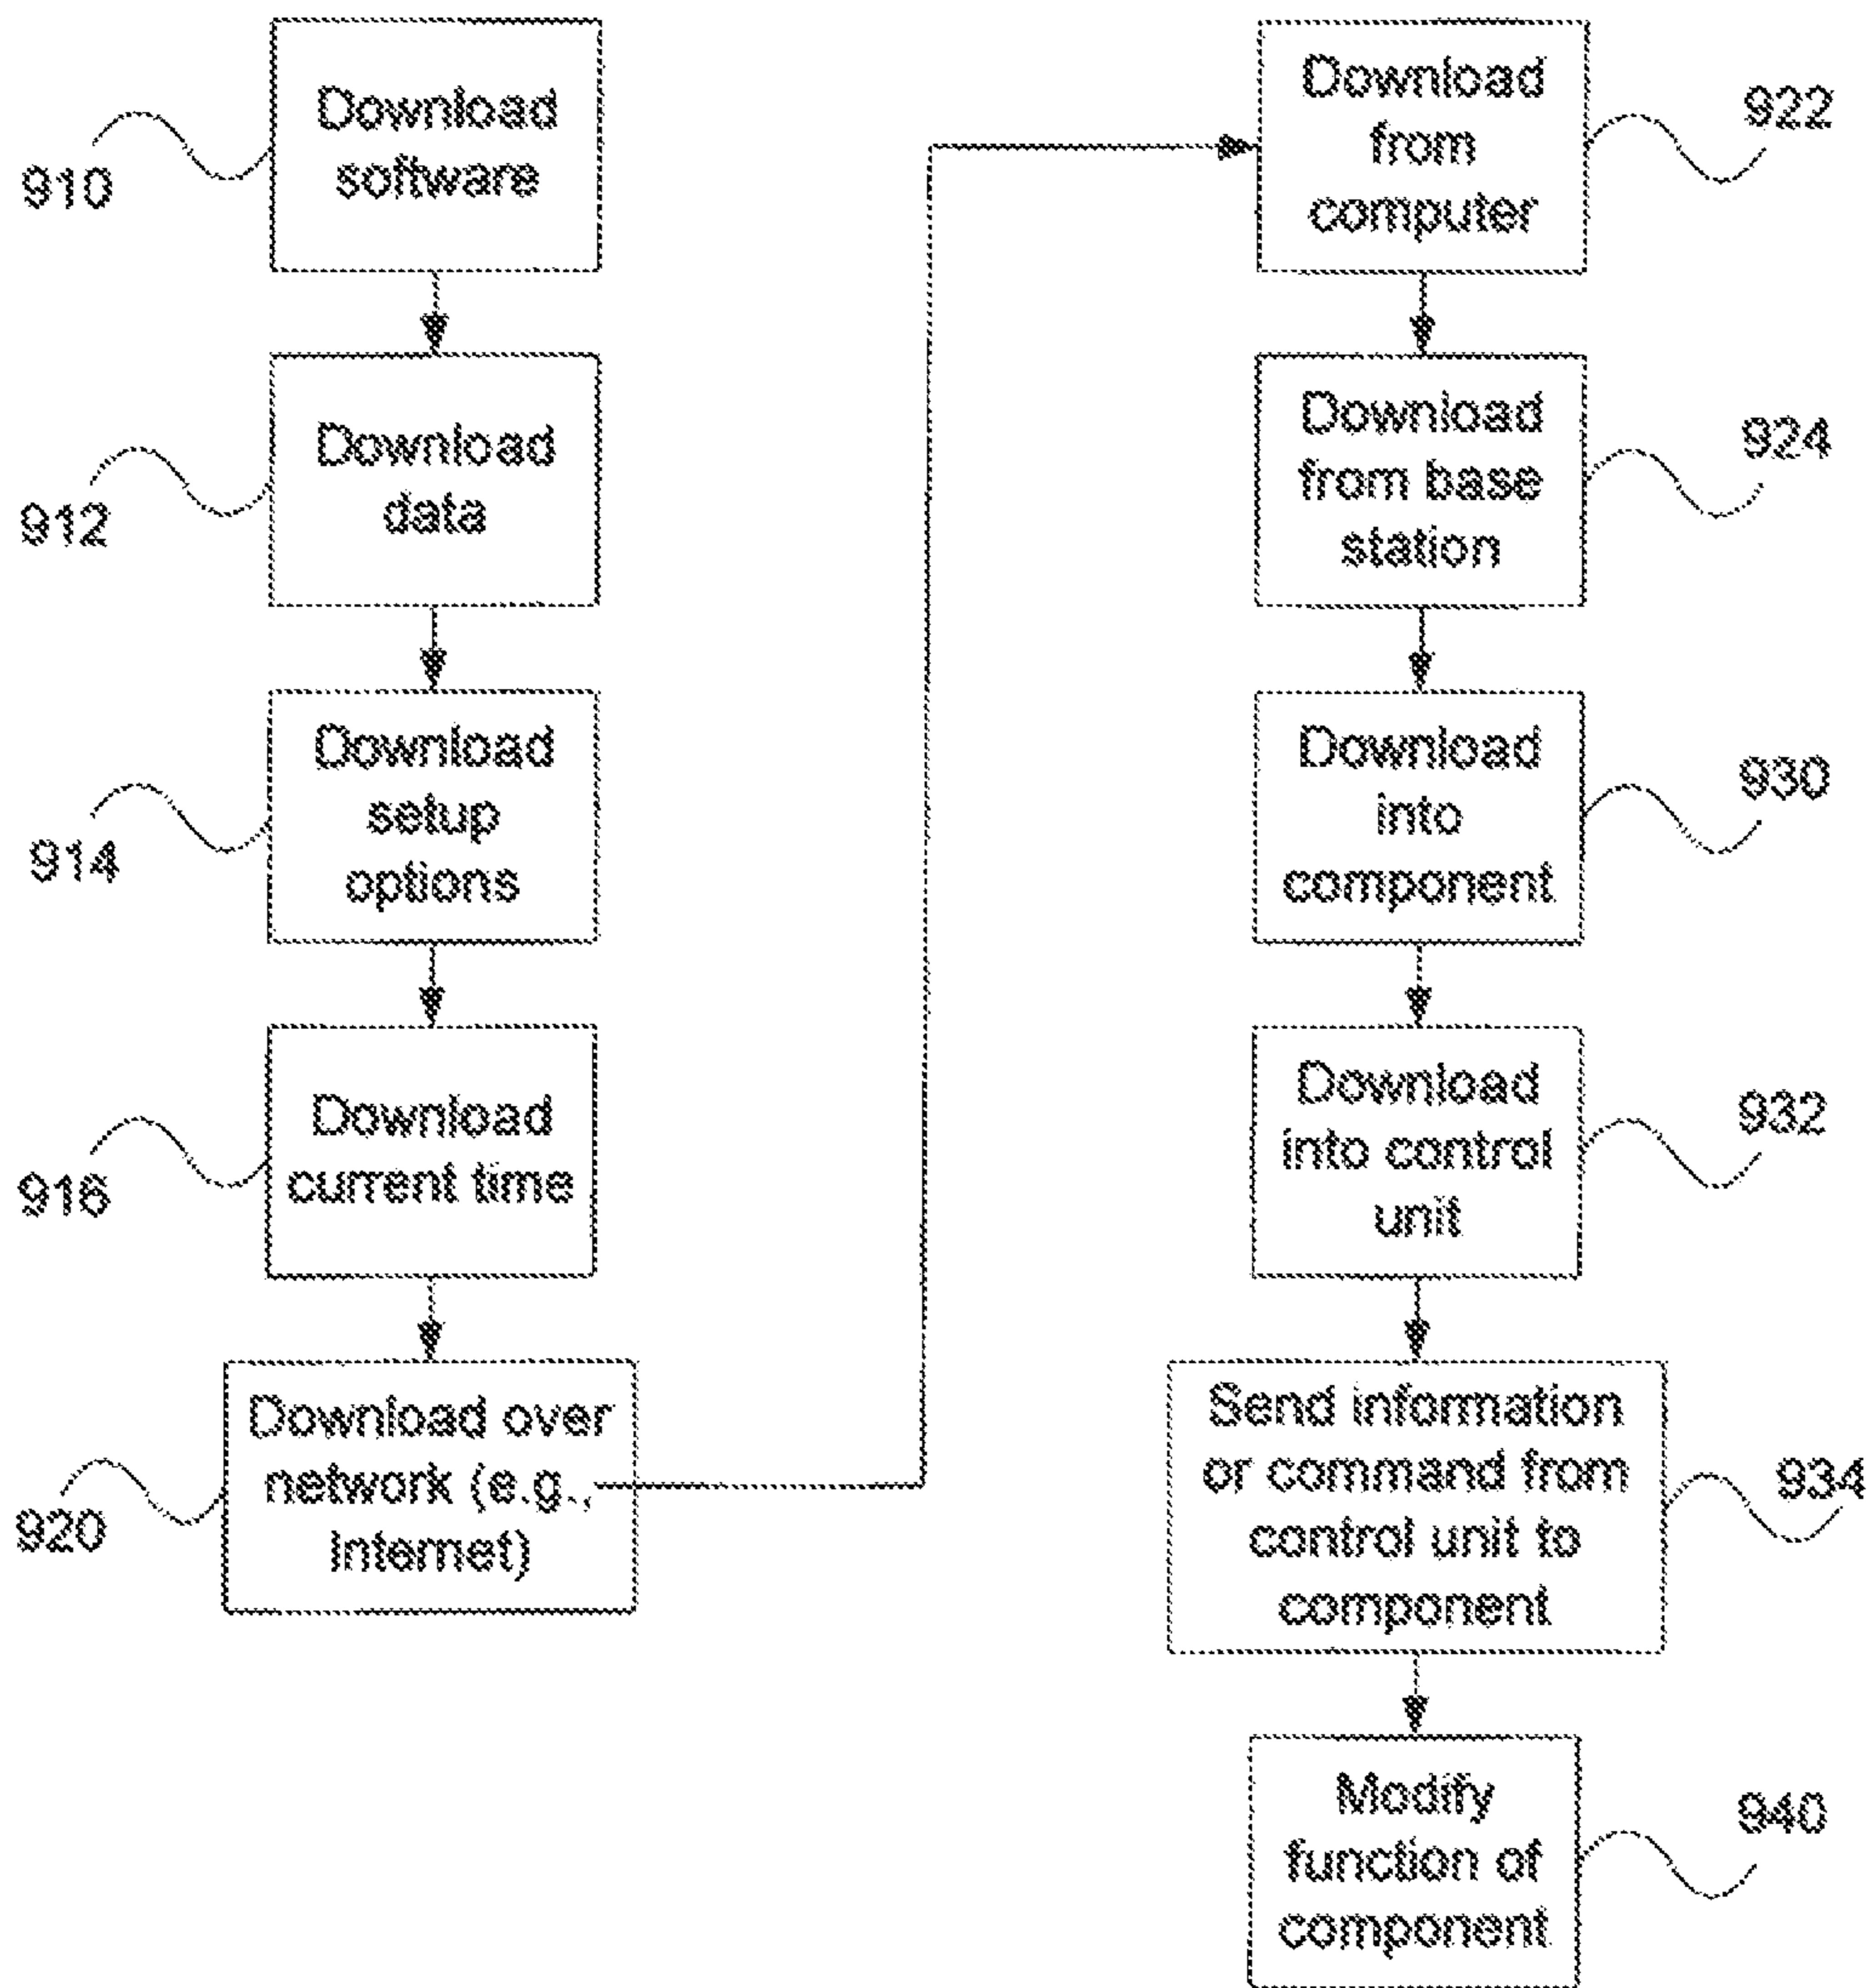 910
Download
software
912
Download
data
914
Download
setup
options
916
Download
current time
920
Download over
network (e.g.,
Internet)
922
Download
from
computer
924
Download
from base
station
930
Download
into
component
932
Download
into control
unit
934
Send information
or command from
control unit to
component
940
Modify
function of
component